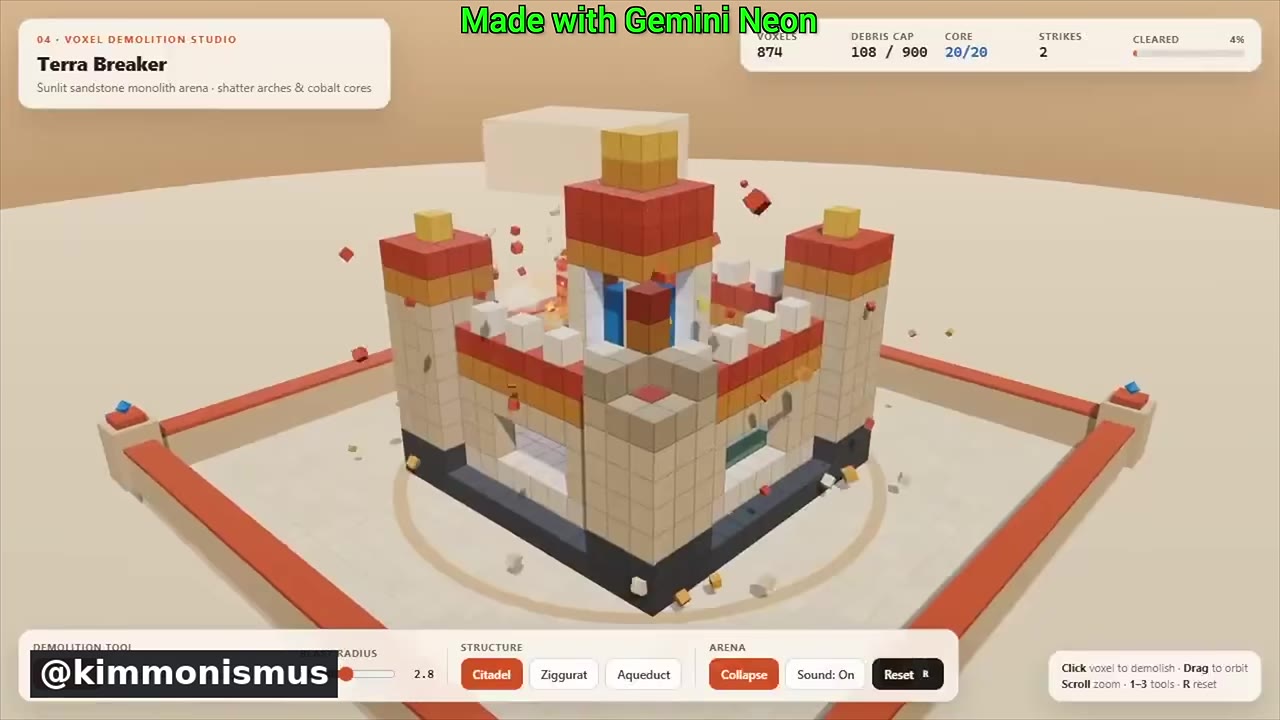 Made with Gemini Neon
04 · VOXEL DEMOLITION STUDIO
Terra Breaker
Sunlit sandstone monolith arena · shatter arches & cobalt cores
VOXELS
874
DEBRIS CAP
108 / 900
CORE
20/20
STRIKES
2
CLEARED
4%
DEMOLITION TOOL
RADIUS
2.8
@kimmonismus
STRUCTURE
Citadel
Ziggurat
Aqueduct
ARENA
Collapse
Sound: On
Reset R
Click voxel to demolish · Drag to orbit
Scroll zoom · 1–3 tools · R reset